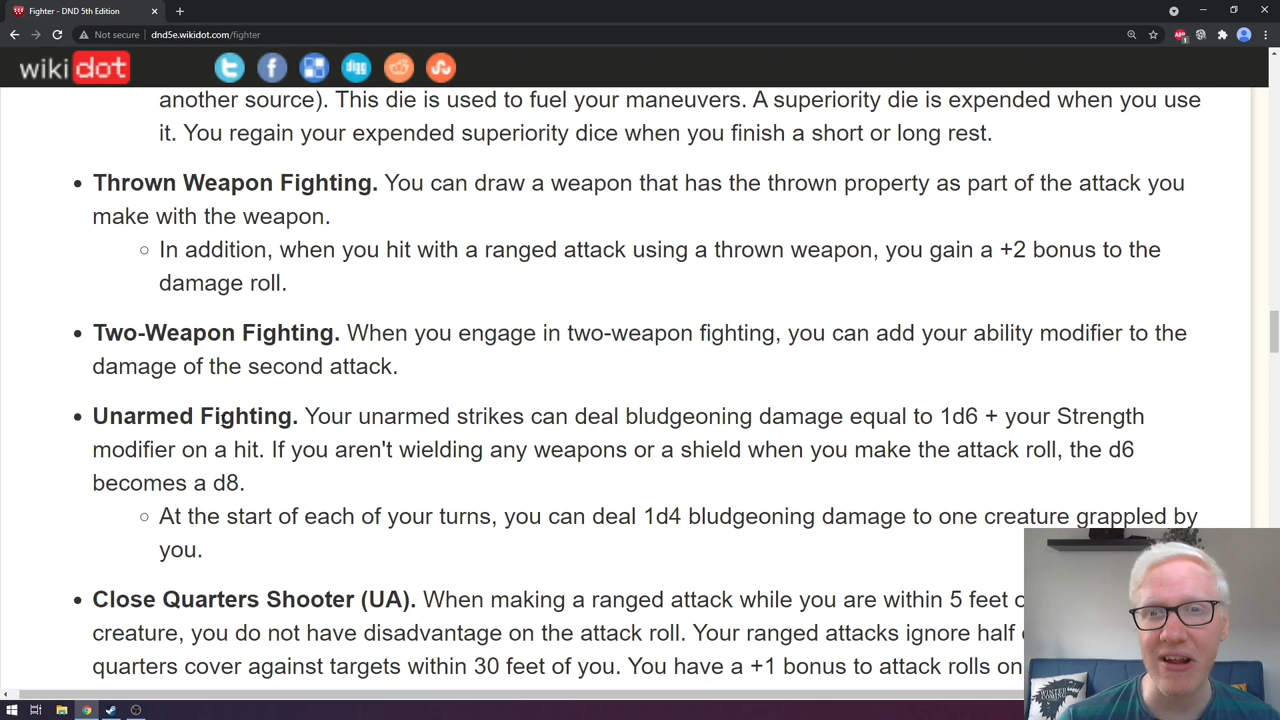 Fighter - DND 5th Edition
Not secure | dnd5e.wikidot.com/fighter
wikidot
digg
another source). This die is used to fuel your maneuvers. A superiority die is expended when you use
it. You regain your expended superiority dice when you finish a short or long rest.
Thrown Weapon Fighting. You can draw a weapon that has the thrown property as part of the attack you
make with the weapon.
In addition, when you hit with a ranged attack using a thrown weapon, you gain a +2 bonus to the
damage roll.
Two-Weapon Fighting. When you engage in two-weapon fighting, you can add your ability modifier to the
damage of the second attack.
Unarmed Fighting. Your unarmed strikes can deal bludgeoning damage equal to 1d6 + your Strength
modifier on a hit. If you aren't wielding any weapons or a shield when you make the attack roll, the d6
becomes a d8.
At the start of each of your turns, you can deal 1d4 bludgeoning damage to one creature grappled by
you.
Close Quarters Shooter (UA). When making a ranged attack while you are within 5 feet
creature, you do not have disadvantage on the attack roll. Your ranged attacks ignore half
quarters cover against targets within 30 feet of you. You have a +1 bonus to attack rolls on
WINTER
COMING